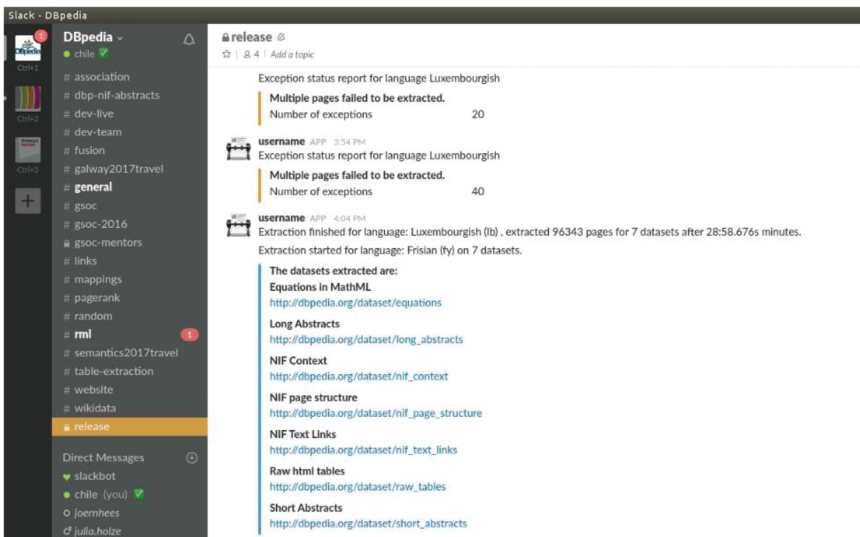 Slack - DBpedia
1
DBpedia
Ctrl+1
Ctrl+2
Ctrl+3
DBpedia
chile
# association
# dbp-nif-abstracts
# dev-live
# dev-team
# fusion
# galway2017travel
# general
# gsoc
# gsoc-2016
gsoc-mentors
# links
# mappings
# pagerank
# random
# rml 1
# semantics2017travel
# table-extraction
# website
# wikidata
release
Direct Messages
slackbot
chile (you)
joernhees
julia.holze
release
4 | Add a topic
Exception status report for language Luxembourgish
Multiple pages failed to be extracted.
Number of exceptions 20
username APP 3:54 PM
Exception status report for language Luxembourgish
Multiple pages failed to be extracted.
Number of exceptions 40
username APP 4:04 PM
Extraction finished for language: Luxembourgish (lb) , extracted 96343 pages for 7 datasets after 28:58.676s minutes.
Extraction started for language: Frisian (fy) on 7 datasets.
The datasets extracted are:
Equations in MathML
http://dbpedia.org/dataset/equations
Long Abstracts
http://dbpedia.org/dataset/long_abstracts
NIF Context
http://dbpedia.org/dataset/nif_context
NIF page structure
http://dbpedia.org/dataset/nif_page_structure
NIF Text Links
http://dbpedia.org/dataset/nif_text_links
Raw html tables
http://dbpedia.org/dataset/raw_tables
Short Abstracts
http://dbpedia.org/dataset/short_abstracts